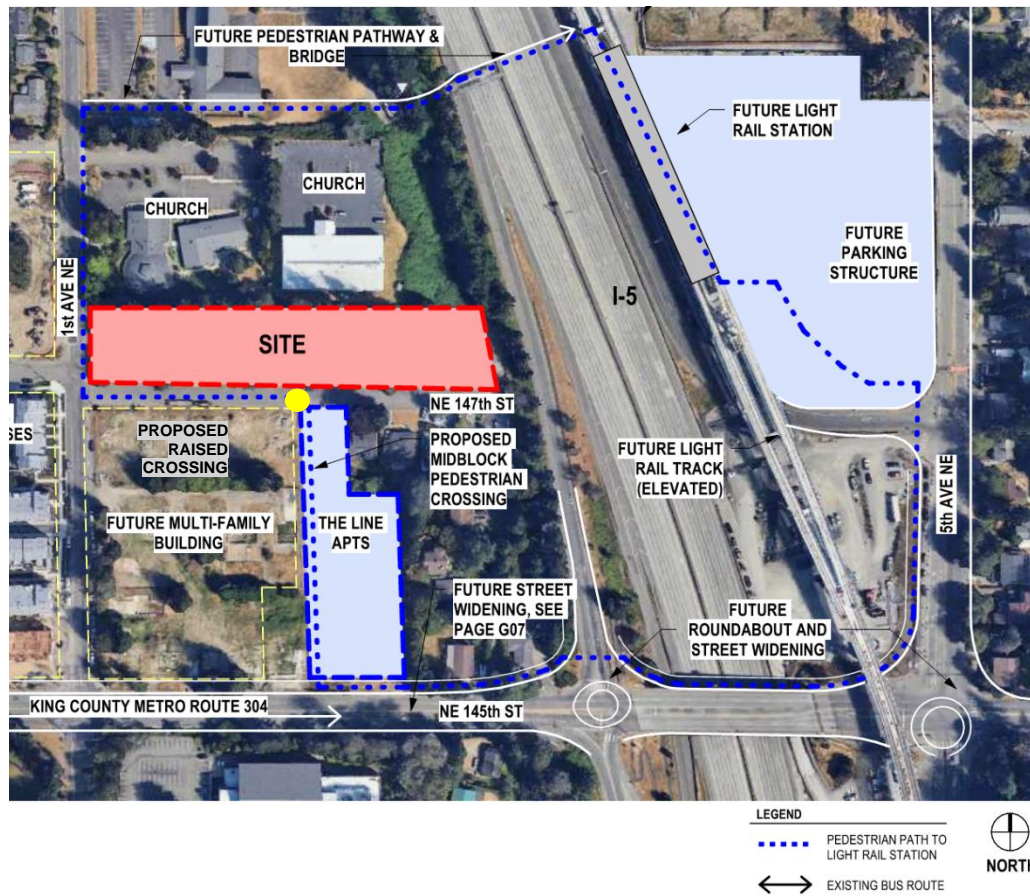 FUTURE PEDESTRIAN PATHWAY &
BRIDGE
FUTURE LIGHT
RAIL STATION
CHURCH
CHURCH
FUTURE
PARKING
STRUCTURE
1st AVE NE
I-5
SITE
NE 147th ST
SES
PROPOSED
RAISED
CROSSING
PROPOSED
MIDBLOCK
PEDESTRIAN
CROSSING
FUTURE LIGHT
RAIL TRACK
(ELEVATED)
5th AVE NE
FUTURE MULTI-FAMILY
BUILDING
THE LINE
APTS
FUTURE STREET
WIDENING, SEE
PAGE G07
FUTURE
ROUNDABOUT AND
STREET WIDENING
KING COUNTY METRO ROUTE 304
NE 145th ST
LEGEND
PEDESTRIAN PATH TO
LIGHT RAIL STATION
EXISTING BUS ROUTE
NORTH